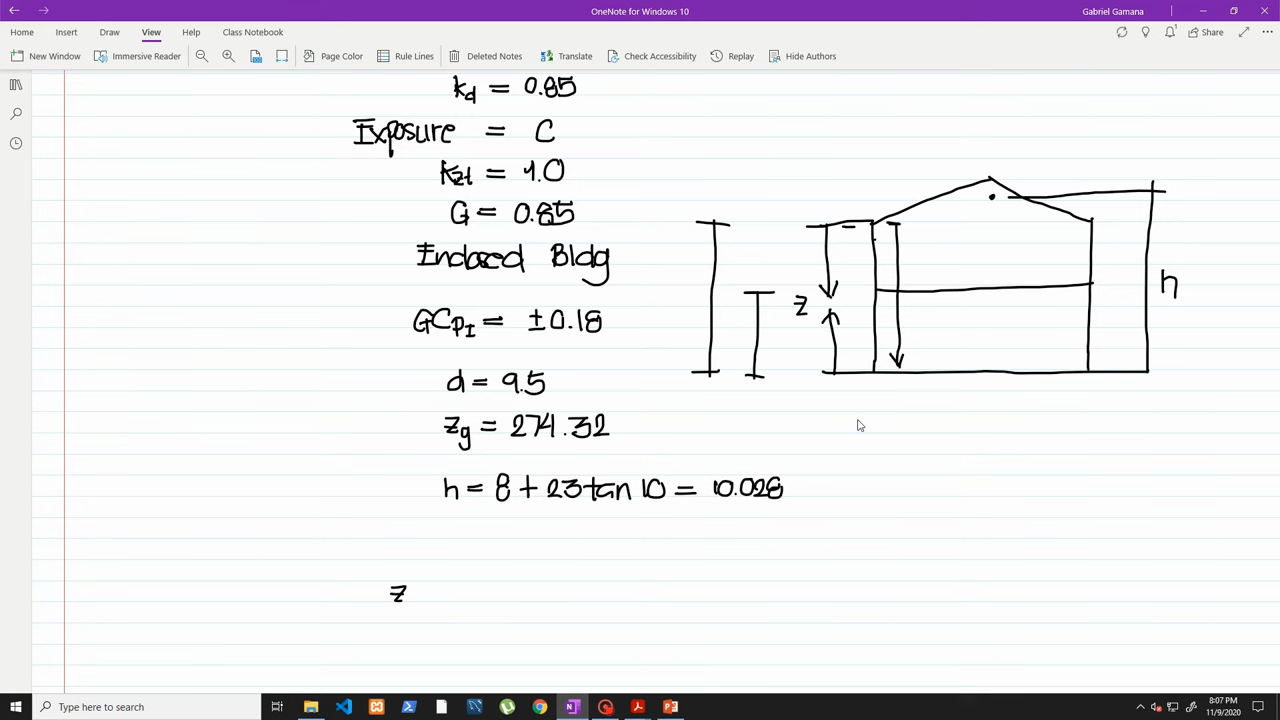 OneNote for Windows 10
Gabriel Gamana
Home Insert Draw View Help Class Notebook
Share
New Window Immersive Reader Page Color Rule Lines Deleted Notes Translate Check Accessibility Replay Hide Authors
kd = 0.85
Exposure = C
Kzt = 1.0
G = 0.85
Enclosed Bldg
GCpI = ±0.18
d = 9.5
zg = 274.32
h = 8 + 23 tan 10 = 10.028
z
z
h
Type here to search
8:07 PM
11/9/2020